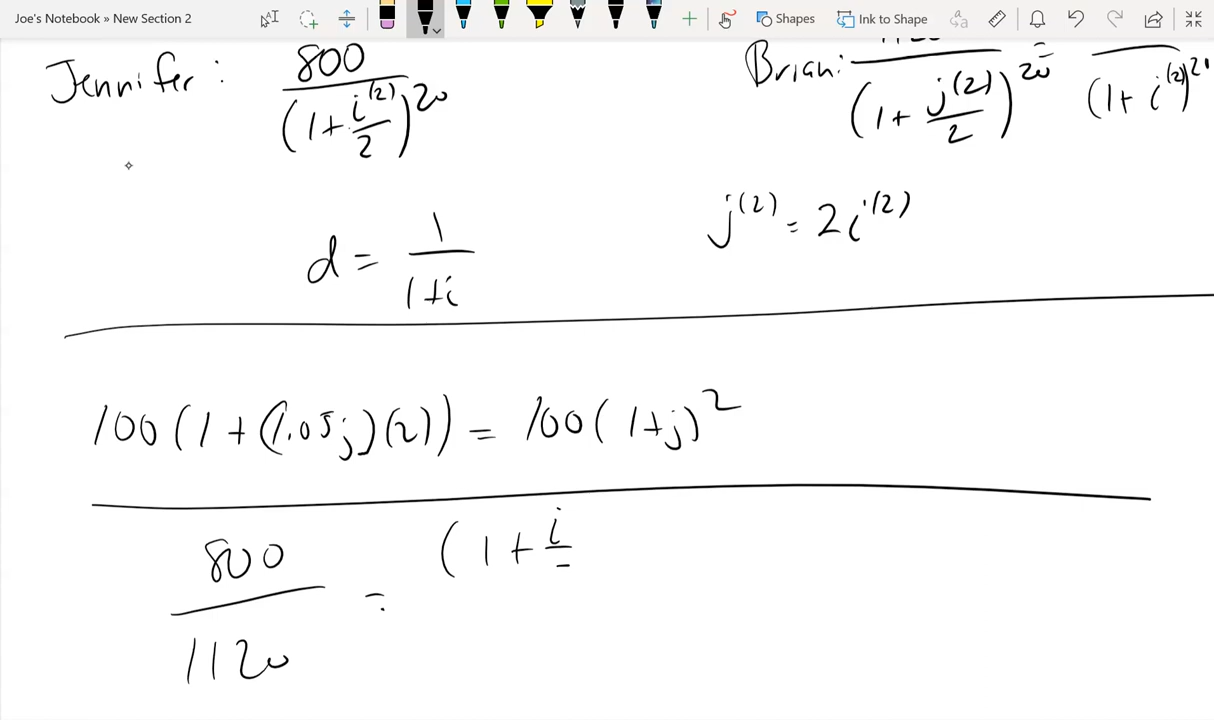 Joe's Notebook » New Section 2
Shapes
Ink to Shape
Jennifer: 800 / (1 + i^(2)/2)^20
Brian: / (1 + j^(2)/2)^20 = / (1 + i^(2))^20
j^(2) = 2i^(2)
d = 1 / 1+i
100(1 + (1.05j)(2)) = 100(1+j)^2
800 / 1120 = (1 + i